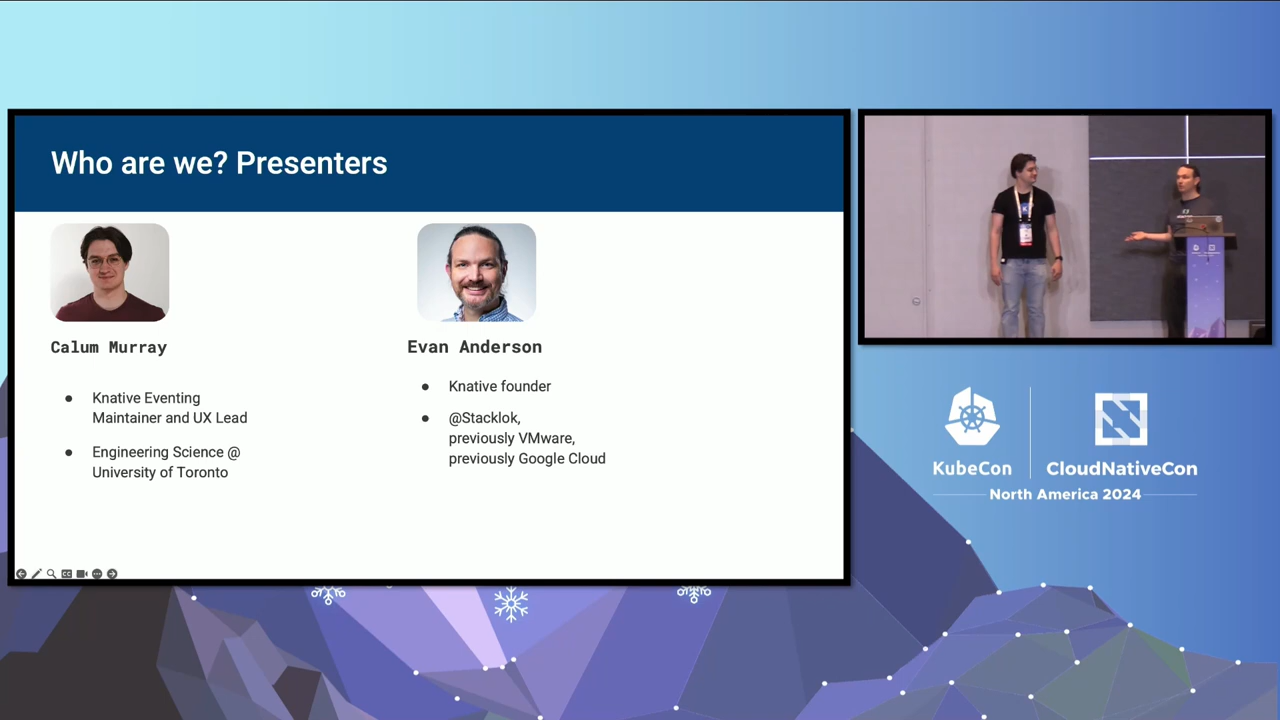 Who are we? Presenters
Calum Murray
Knative Eventing
Maintainer and UX Lead
Engineering Science @
University of Toronto
Evan Anderson
Knative founder
@Stacklok,
previously VMware,
previously Google Cloud
KubeCon
CloudNativeCon
North America 2024